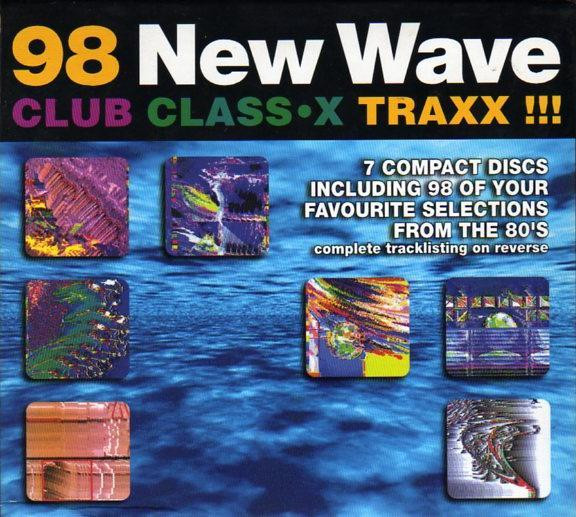 98 New Wave
CLUB CLASS•X TRAXX !!!
7 COMPACT DISCS
INCLUDING 98 OF YOUR
FAVOURITE SELECTIONS
FROM THE 80'S
complete tracklisting on reverse